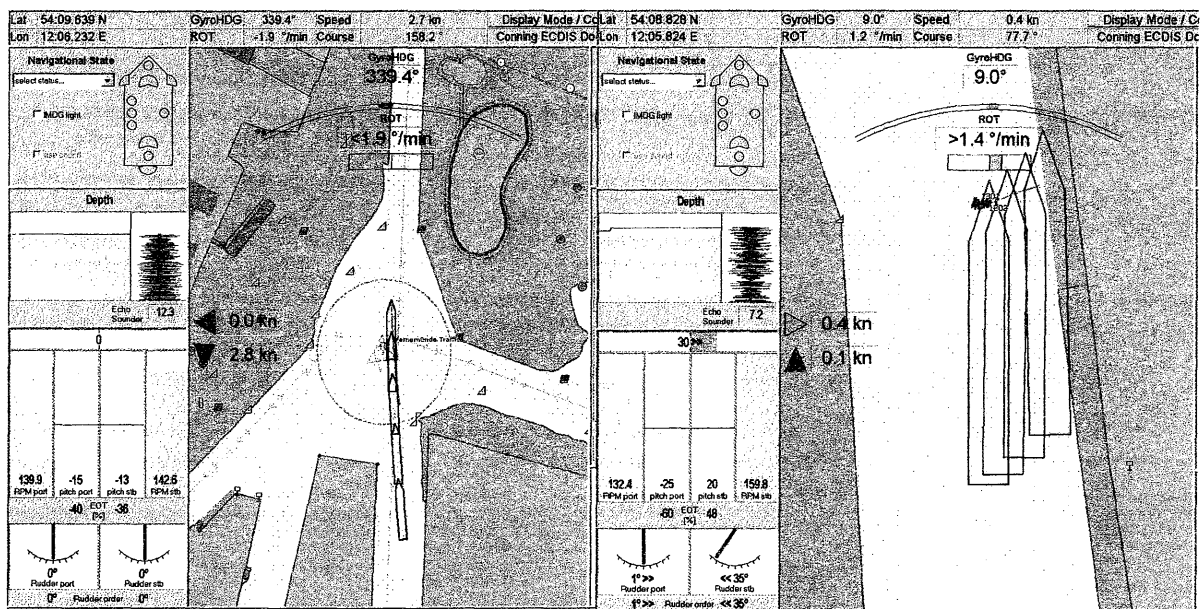 Lat 54:09.639 N GyroHDG 339.4° Speed 2.7 kn Display Mode / Co
Lon 12:06.232 E ROT -1.9 °/min Course 158.2° Conning ECDIS Do
Navigational State
select status...
IMDG light
Depth
Echo Sounder 12.3
0
139.9 -15 -13 142.6
RPM port pitch port pitch stb RPM stb
-40 EOT [%] -36
0° 0°
Rudder port Rudder stb
0° Rudder order 0°
GyroHDG
339.4°
ROT
<1.9 °/min
0.0 kn
2.8 kn
Lat 54:08.828 N GyroHDG 9.0° Speed 0.4 kn Display Mode / Co
Lon 12:05.824 E ROT 1.2 °/min Course 77.7° Conning ECDIS Do
Navigational State
select status...
IMDG light
Depth
Echo Sounder 7.2
30>>
132.4 -25 20 159.8
RPM port pitch port pitch stb RPM stb
-60 EOT [%] 48
1°>> <<35°
Rudder port Rudder stb
1°>> Rudder order <<35°
GyroHDG
9.0°
ROT
>1.4 °/min
0.4 kn
0.1 kn